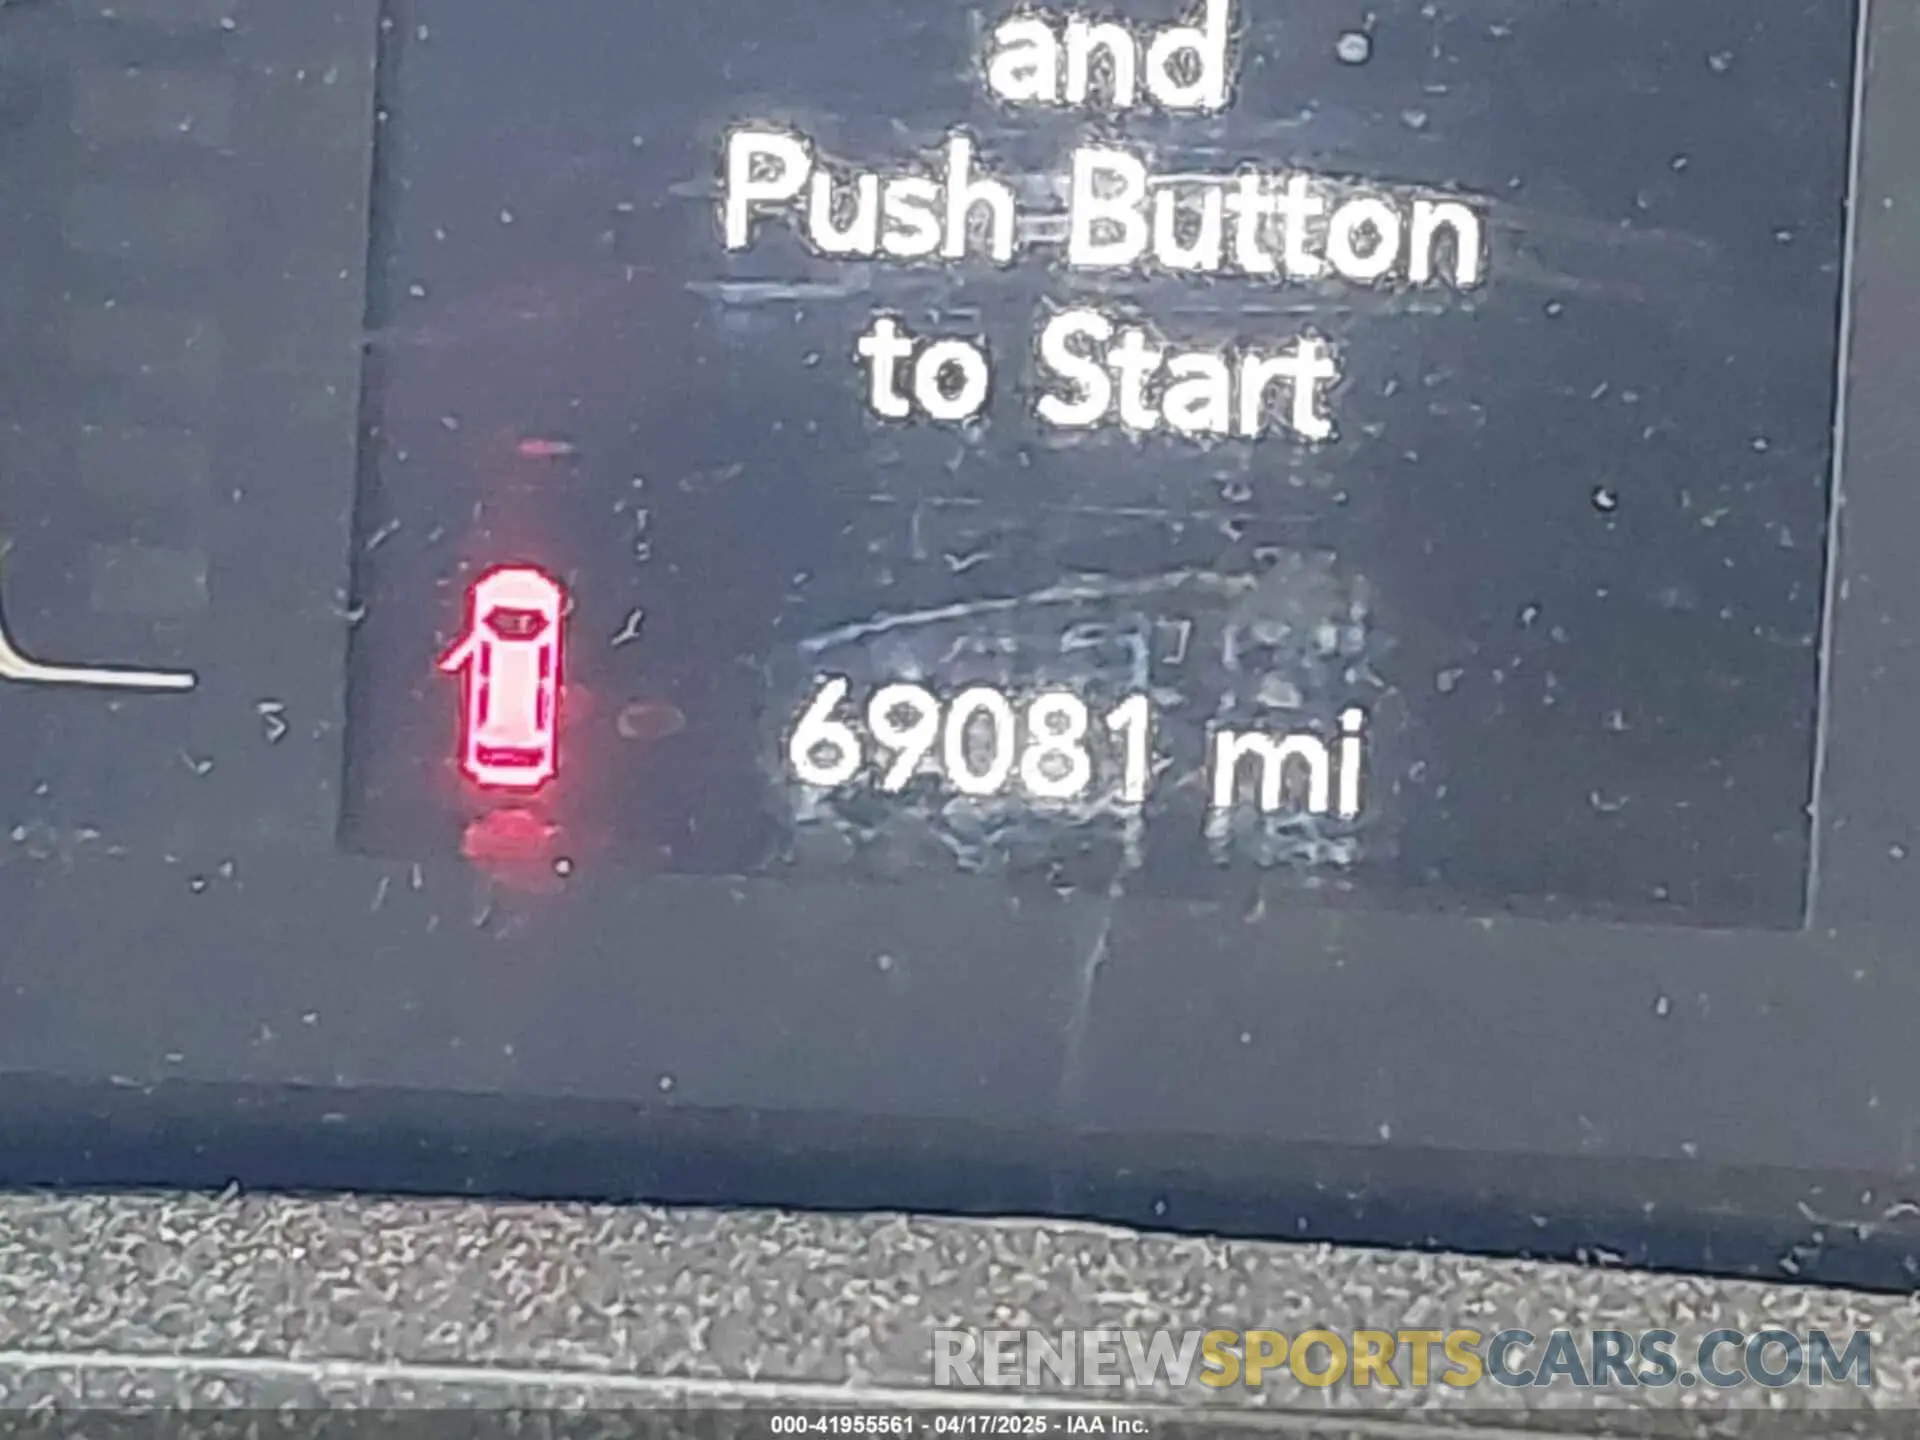 and
Push Button
to Start
69081 mi
RENEWSPORTSCARS.COM
000-41955561 - 04/17/2025 - IAA Inc.